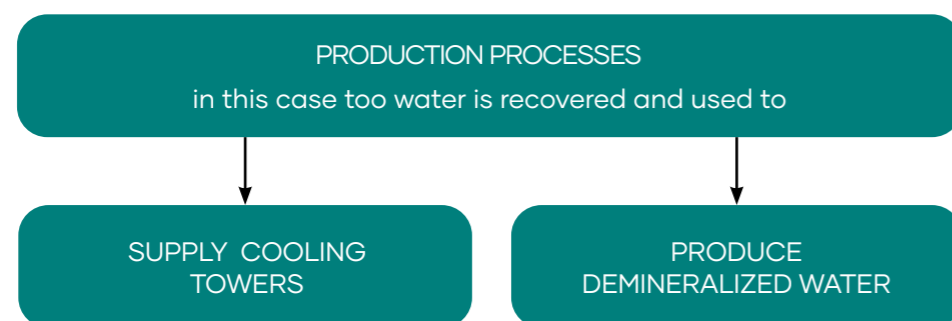 PRODUCTION PROCESSES
in this case too water is recovered and used to
SUPPLY COOLING
TOWERS
PRODUCE
DEMINERALIZED WATER